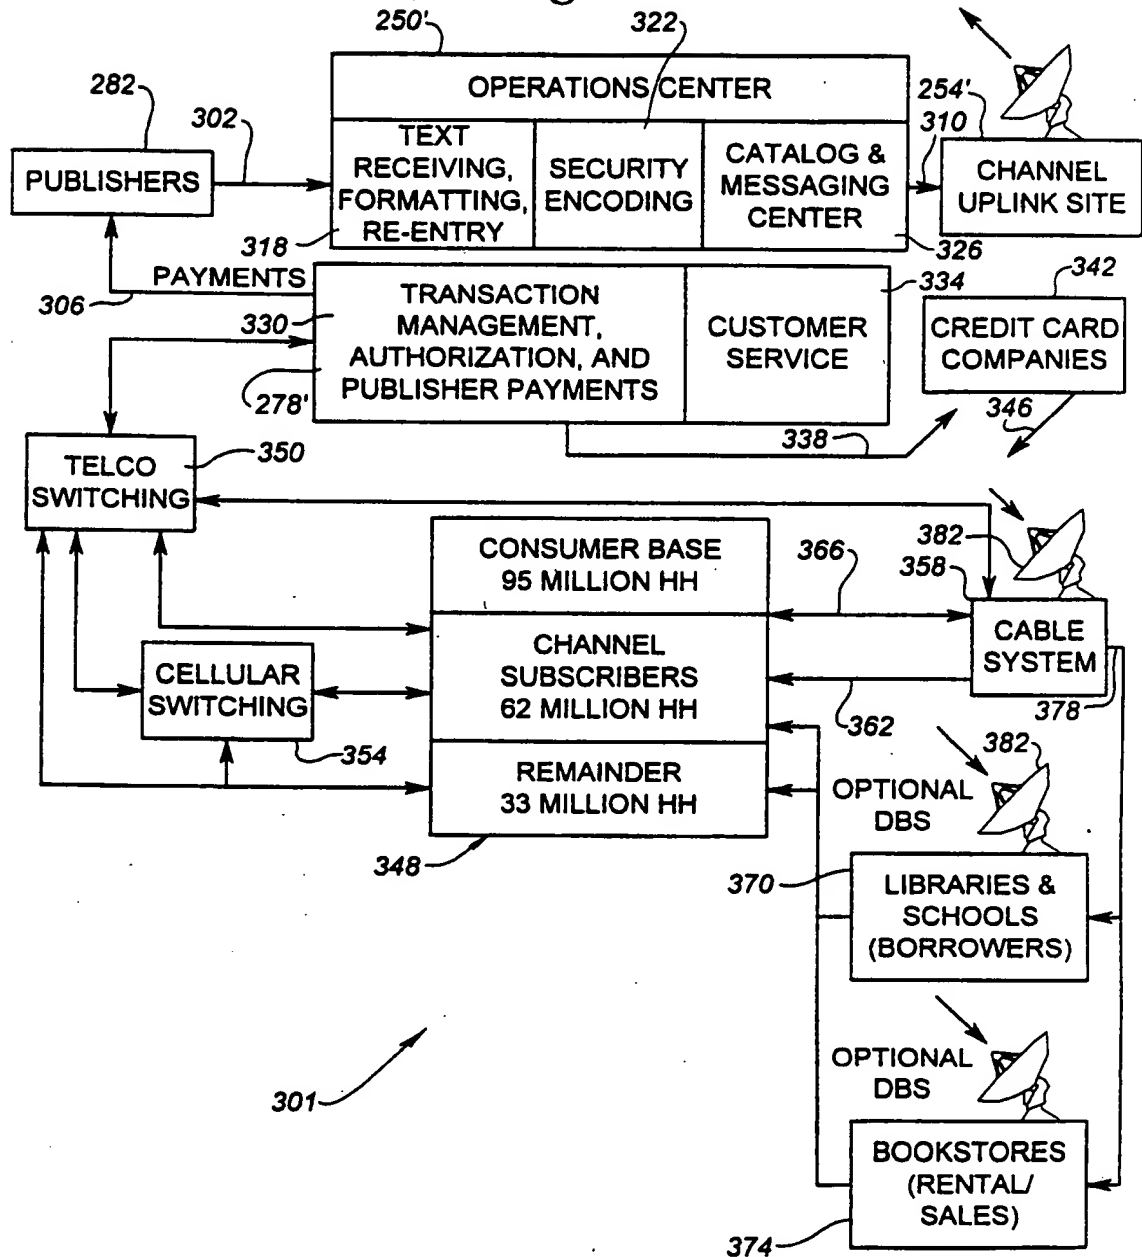 250'
322
OPERATIONS CENTER
282
302
254'
310
PUBLISHERS
TEXT
RECEIVING,
FORMATTING,
RE-ENTRY
318
SECURITY
ENCODING
CATALOG &
MESSAGING
CENTER
326
CHANNEL
UPLINK SITE
PAYMENTS
306
330
TRANSACTION
MANAGEMENT,
AUTHORIZATION, AND
PUBLISHER PAYMENTS
278'
CUSTOMER
SERVICE
334
342
CREDIT CARD
COMPANIES
346
338
TELCO
SWITCHING
350
CONSUMER BASE
95 MILLION HH
366
382
358
CABLE
SYSTEM
CHANNEL
SUBSCRIBERS
62 MILLION HH
CELLULAR
SWITCHING
354
362
378
REMAINDER
33 MILLION HH
348
382
OPTIONAL
DBS
370
LIBRARIES &
SCHOOLS
(BORROWERS)
301
OPTIONAL
DBS
BOOKSTORES
(RENTAL/
SALES)
374